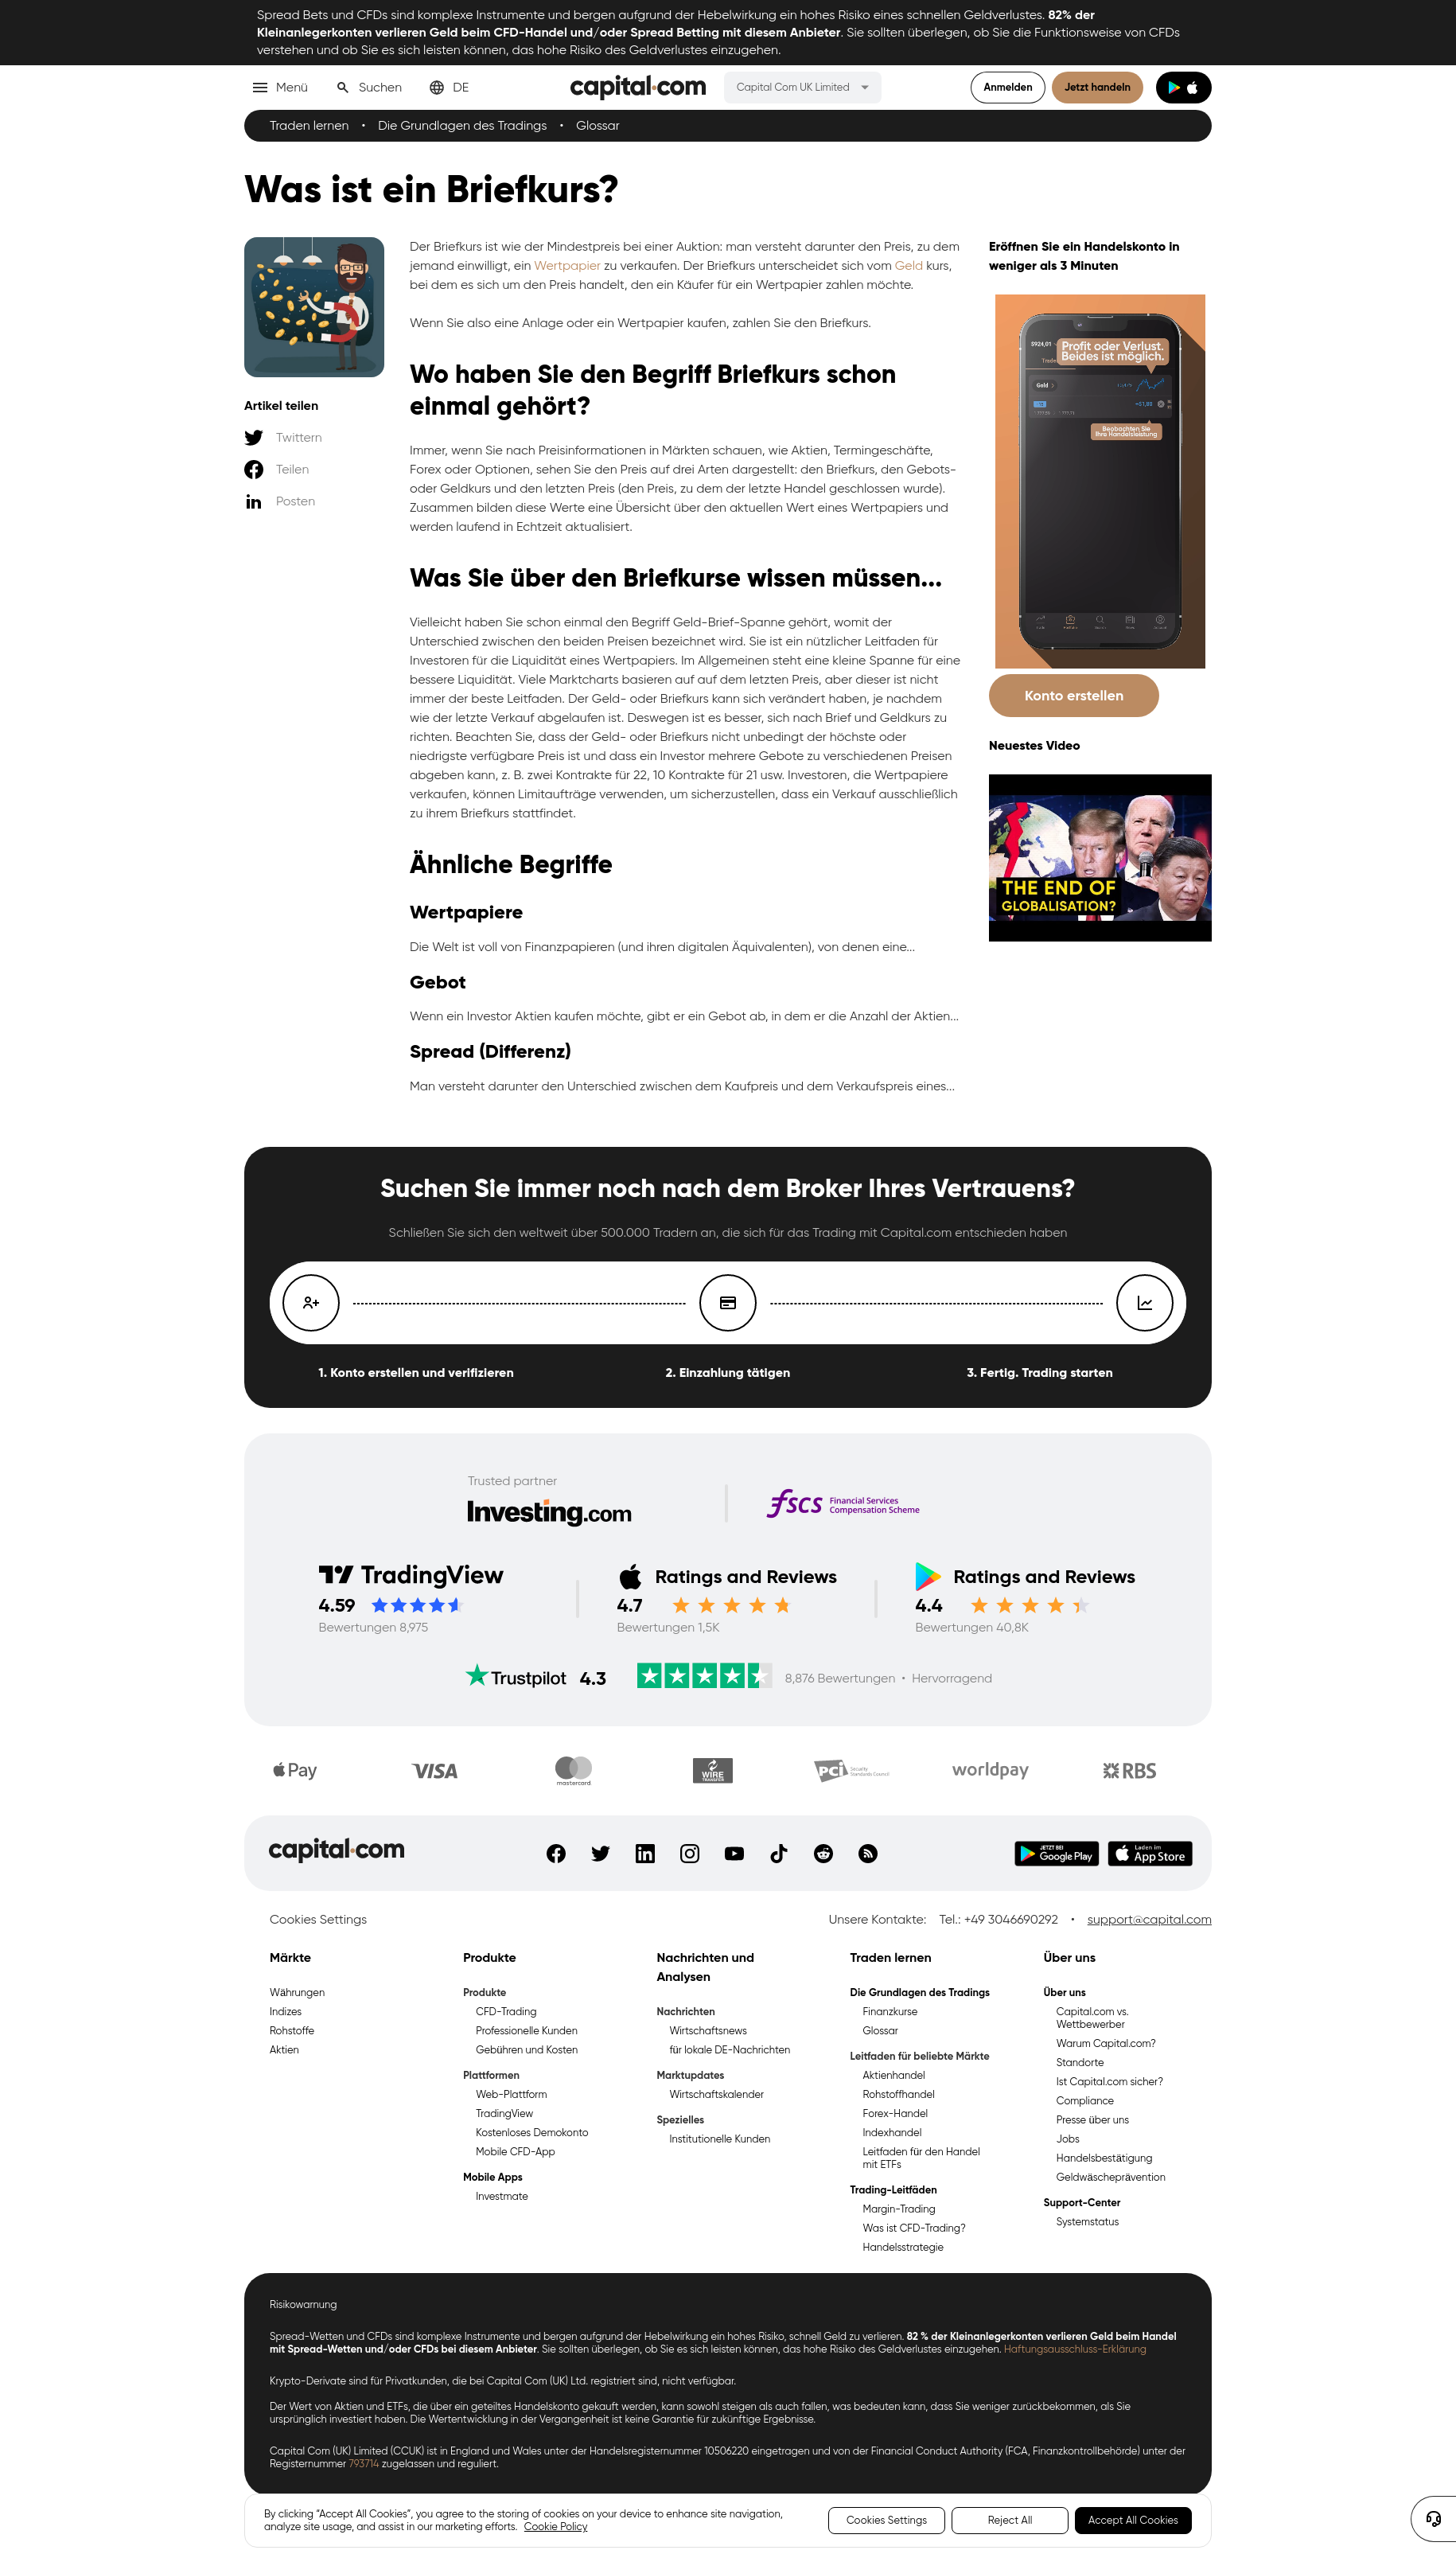 Spread Bets und CFDs sind komplexe Instrumente und bergen aufgrund der Hebelwirkung ein hohes Risiko eines schnellen Geldverlustes. 82% der
Kleinanlegerkonten verlieren Geld beim CFD-Handel und/oder Spread Betting mit diesem Anbieter. Sie sollten überlegen, ob Sie die Funktionsweise von CFDs
verstehen und ob Sie es sich leisten können, das hohe Risiko des Geldverlustes einzugehen.
Menü Suchen DE capital.com Capital Com UK Limited Anmelden Jetzt handeln
Traden lernen • Die Grundlagen des Tradings • Glossar
Was ist ein Briefkurs?
Artikel teilen
Twittern
Teilen
Posten
Der Briefkurs ist wie der Mindestpreis bei einer Auktion: man versteht darunter den Preis, zu dem
jemand einwilligt, ein Wertpapier zu verkaufen. Der Briefkurs unterscheidet sich vom Geld kurs,
bei dem es sich um den Preis handelt, den ein Käufer für ein Wertpapier zahlen möchte.
Wenn Sie also eine Anlage oder ein Wertpapier kaufen, zahlen Sie den Briefkurs.
Wo haben Sie den Begriff Briefkurs schon
einmal gehört?
Immer, wenn Sie nach Preisinformationen in Märkten schauen, wie Aktien, Termingeschäfte,
Forex oder Optionen, sehen Sie den Preis auf drei Arten dargestellt: den Briefkurs, den Gebots-
oder Geldkurs und den letzten Preis (den Preis, zu dem der letzte Handel geschlossen wurde).
Zusammen bilden diese Werte eine Übersicht über den aktuellen Wert eines Wertpapiers und
werden laufend in Echtzeit aktualisiert.
Was Sie über den Briefkurse wissen müssen...
Vielleicht haben Sie schon einmal den Begriff Geld-Brief-Spanne gehört, womit der
Unterschied zwischen den beiden Preisen bezeichnet wird. Sie ist ein nützlicher Leitfaden für
Investoren für die Liquidität eines Wertpapiers. Im Allgemeinen steht eine kleine Spanne für eine
bessere Liquidität. Viele Marktcharts basieren auf auf dem letzten Preis, aber dieser ist nicht
immer der beste Leitfaden. Der Geld- oder Briefkurs kann sich verändert haben, je nachdem
wie der letzte Verkauf abgelaufen ist. Deswegen ist es besser, sich nach Brief und Geldkurs zu
richten. Beachten Sie, dass der Geld- oder Briefkurs nicht unbedingt der höchste oder
niedrigste verfügbare Preis ist und dass ein Investor mehrere Gebote zu verschiedenen Preisen
abgeben kann, z. B. zwei Kontrakte für 22, 10 Kontrakte für 21 usw. Investoren, die Wertpapiere
verkaufen, können Limitaufträge verwenden, um sicherzustellen, dass ein Verkauf ausschließlich
zu ihrem Briefkurs stattfindet.
Ähnliche Begriffe
Wertpapiere
Die Welt ist voll von Finanzpapieren (und ihren digitalen Äquivalenten), von denen eine...
Gebot
Wenn ein Investor Aktien kaufen möchte, gibt er ein Gebot ab, in dem er die Anzahl der Aktien...
Spread (Differenz)
Man versteht darunter den Unterschied zwischen dem Kaufpreis und dem Verkaufspreis eines...
Eröffnen Sie ein Handelskonto in
weniger als 3 Minuten
Profit oder Verlust.
Beides ist möglich.
Gold
Beobachten Sie
Ihre Handelsleistung
Konto erstellen
Neuestes Video
THE END OF
GLOBALISATION?
Suchen Sie immer noch nach dem Broker Ihres Vertrauens?
Schließen Sie sich den weltweit über 500.000 Tradern an, die sich für das Trading mit Capital.com entschieden haben
1. Konto erstellen und verifizieren 2. Einzahlung tätigen 3. Fertig. Trading starten
Trusted partner
Investing.com
fscs Financial Services
Compensation Scheme
TradingView
4.59
Bewertungen 8,975
Ratings and Reviews
4.7
Bewertungen 1,5K
Ratings and Reviews
4.4
Bewertungen 40,8K
Trustpilot 4.3 8,876 Bewertungen • Hervorragend
Pay VISA mastercard. WIRE TRANSFER PCI Security Standards Council worldpay RBS
capital.com
JETZT BEI
Google Play
Laden im
App Store
Cookies Settings Unsere Kontakte: Tel.: +49 3046690292 • support@capital.com
Märkte
Währungen
Indizes
Rohstoffe
Aktien
Produkte
Produkte
CFD-Trading
Professionelle Kunden
Gebühren und Kosten
Plattformen
Web-Plattform
TradingView
Kostenloses Demokonto
Mobile CFD-App
Mobile Apps
Investmate
Nachrichten und
Analysen
Nachrichten
Wirtschaftsnews
für lokale DE-Nachrichten
Marktupdates
Wirtschaftskalender
Spezielles
Institutionelle Kunden
Traden lernen
Die Grundlagen des Tradings
Finanzkurse
Glossar
Leitfaden für beliebte Märkte
Aktienhandel
Rohstoffhandel
Forex-Handel
Indexhandel
Leitfaden für den Handel
mit ETFs
Trading-Leitfäden
Margin-Trading
Was ist CFD-Trading?
Handelsstrategie
Über uns
Über uns
Capital.com vs.
Wettbewerber
Warum Capital.com?
Standorte
Ist Capital.com sicher?
Compliance
Presse über uns
Jobs
Handelsbestätigung
Geldwäscheprävention
Support-Center
Systemstatus
Risikowarnung
Spread-Wetten und CFDs sind komplexe Instrumente und bergen aufgrund der Hebelwirkung ein hohes Risiko, schnell Geld zu verlieren. 82 % der Kleinanlegerkonten verlieren Geld beim Handel
mit Spread-Wetten und/oder CFDs bei diesem Anbieter. Sie sollten überlegen, ob Sie es sich leisten können, das hohe Risiko des Geldverlustes einzugehen. Haftungsausschluss-Erklärung
Krypto-Derivate sind für Privatkunden, die bei Capital Com (UK) Ltd. registriert sind, nicht verfügbar.
Der Wert von Aktien und ETFs, die über ein geteiltes Handelskonto gekauft werden, kann sowohl steigen als auch fallen, was bedeuten kann, dass Sie weniger zurückbekommen, als Sie
ursprünglich investiert haben. Die Wertentwicklung in der Vergangenheit ist keine Garantie für zukünftige Ergebnisse.
Capital Com (UK) Limited (CCUK) ist in England und Wales unter der Handelsregisternummer 10506220 eingetragen und von der Financial Conduct Authority (FCA, Finanzkontrollbehörde) unter der
Registernummer 793714 zugelassen und reguliert.
By clicking “Accept All Cookies”, you agree to the storing of cookies on your device to enhance site navigation,
analyze site usage, and assist in our marketing efforts. Cookie Policy
Cookies Settings Reject All Accept All Cookies